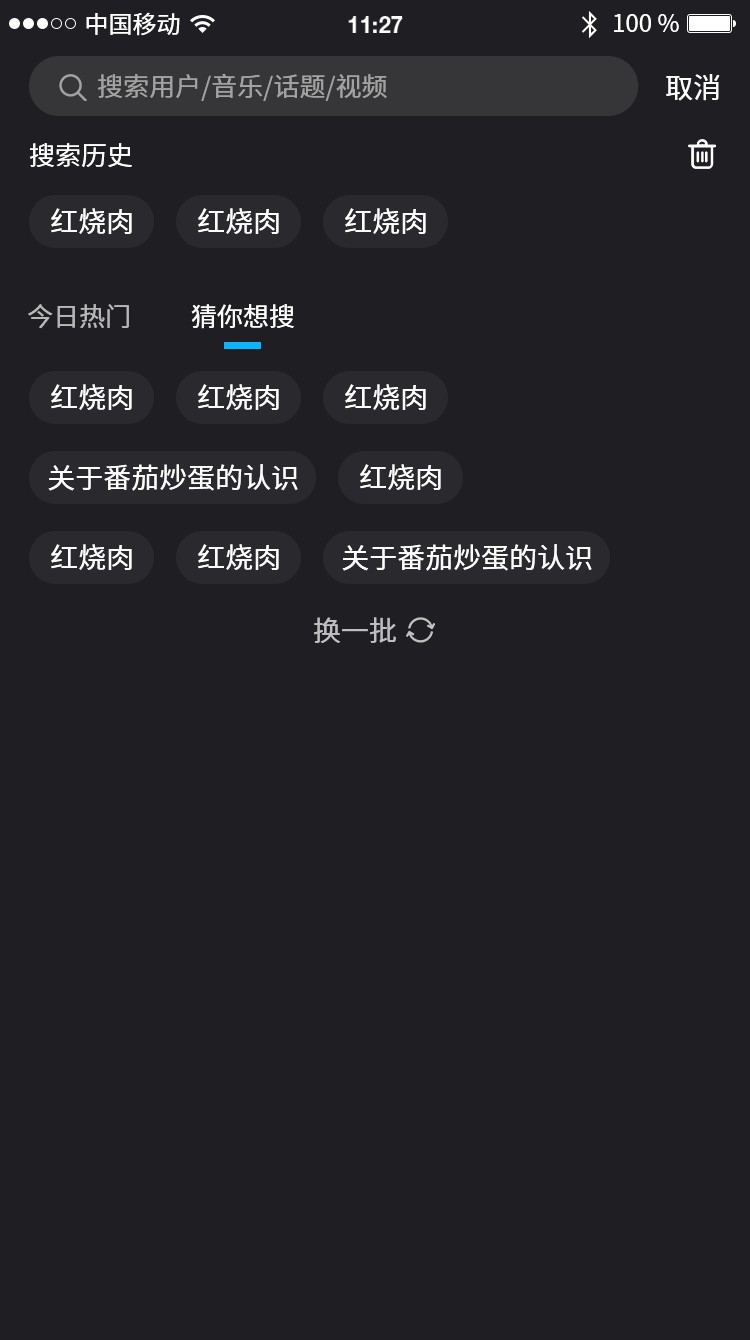 中国移动 11:27 100 %
搜索用户/音乐/话题/视频 取消
搜索历史
红烧肉 红烧肉 红烧肉
今日热门 猜你想搜
红烧肉 红烧肉 红烧肉
关于番茄炒蛋的认识 红烧肉
红烧肉 红烧肉 关于番茄炒蛋的认识
换一批